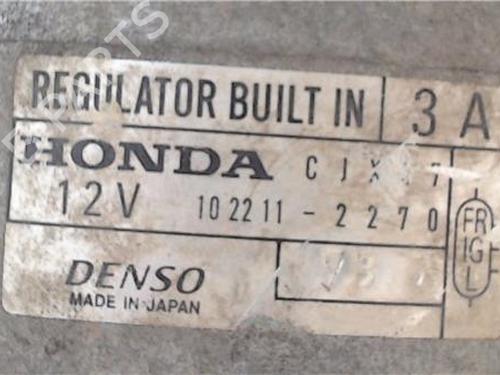 REGULATOR BUILT IN 3 A
HONDA
12V 102211-2270
FR
IG
L
DENSO
MADE IN JAPAN